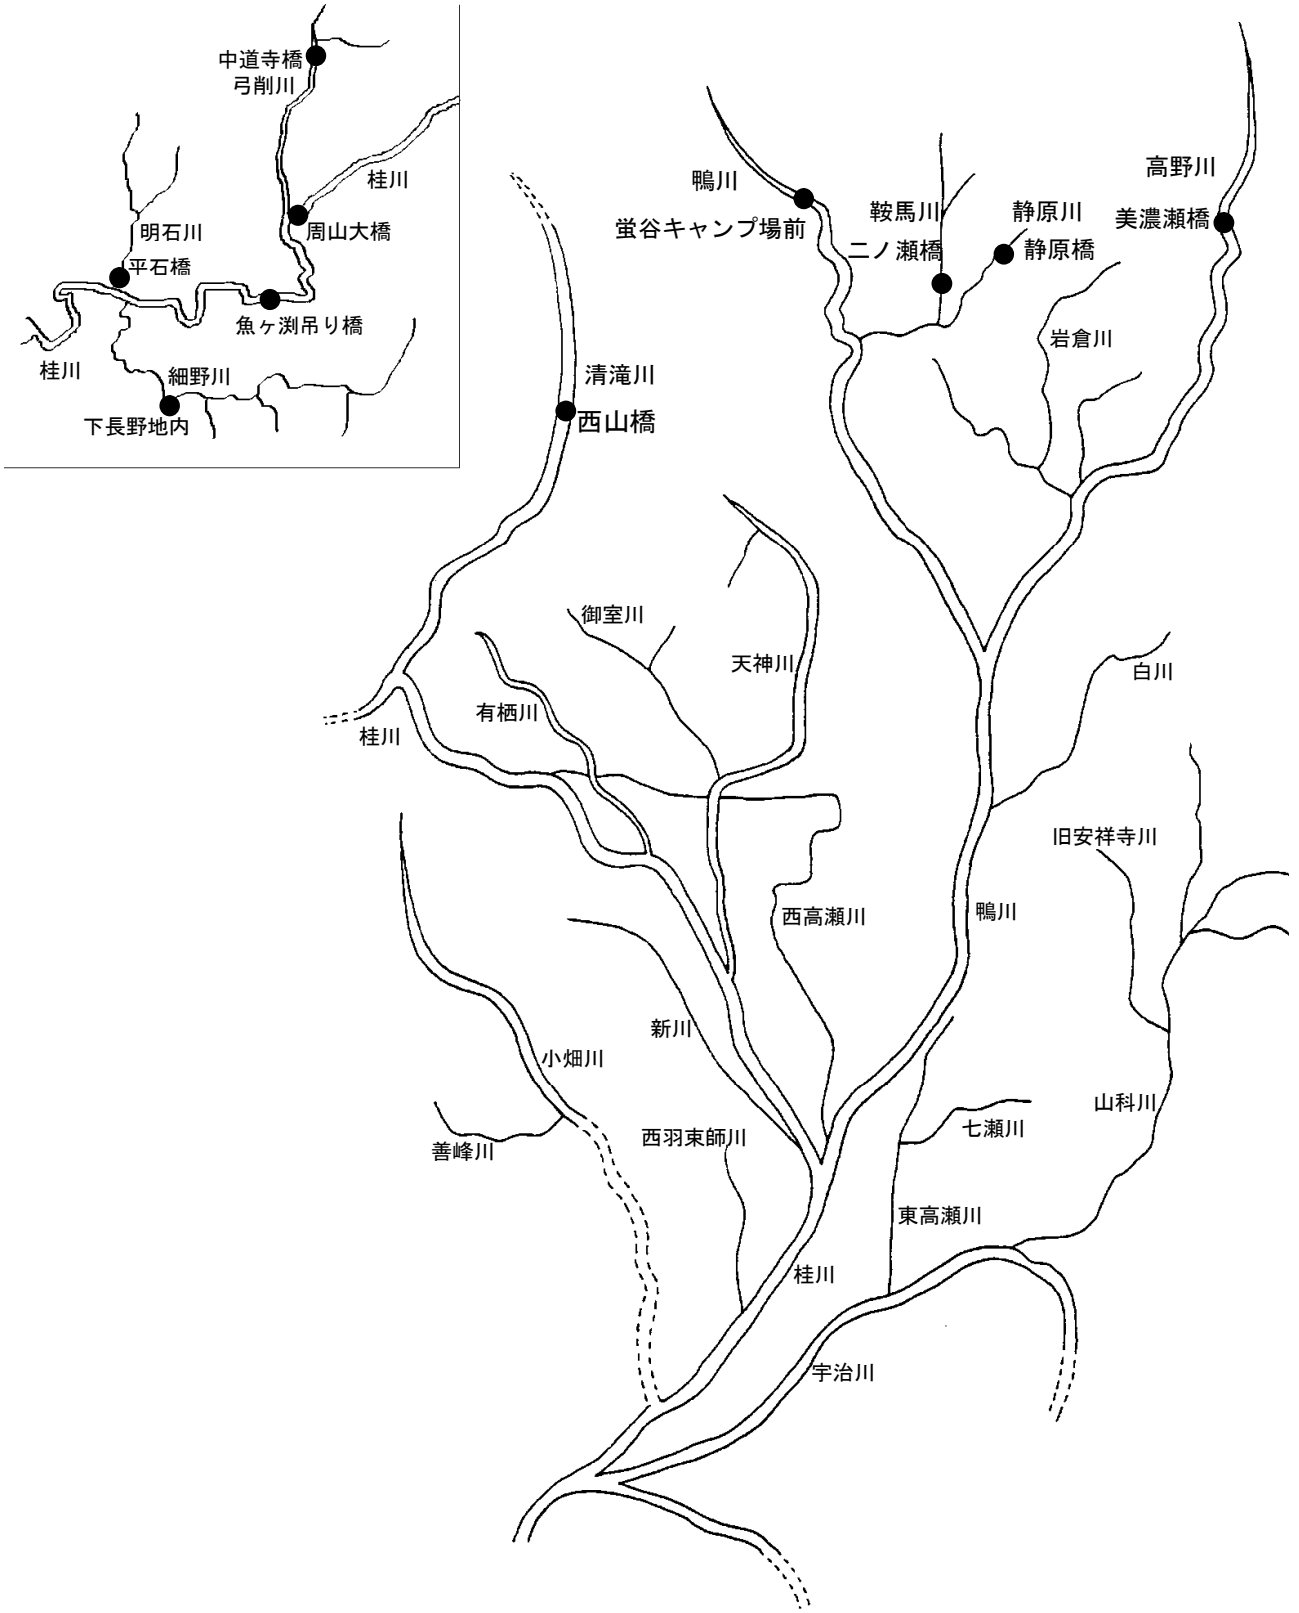 中道寺橋
弓削川
桂川
周山大橋
明石川
平石橋
魚ヶ渕吊り橋
桂川
細野川
下長野地内
鴨川
蛍谷キャンプ場前
鞍馬川
二ノ瀬橋
静原川
静原橋
高野川
美濃瀬橋
岩倉川
清滝川
西山橋
御室川
天神川
白川
有栖川
桂川
旧安祥寺川
西高瀬川
鴨川
新川
小畑川
山科川
七瀬川
西羽束師川
善峰川
東高瀬川
桂川
宇治川